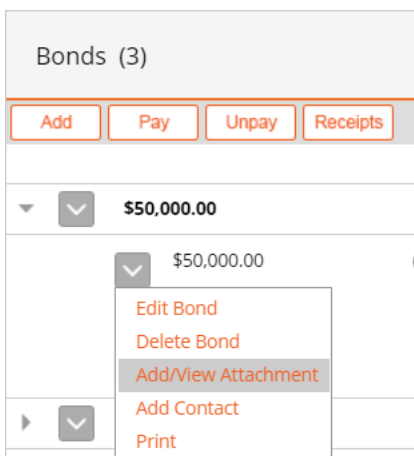 Bonds (3)
Add Pay Unpay Receipts
$50,000.00
$50,000.00
Edit Bond
Delete Bond
Add/View Attachment
Add Contact
Print